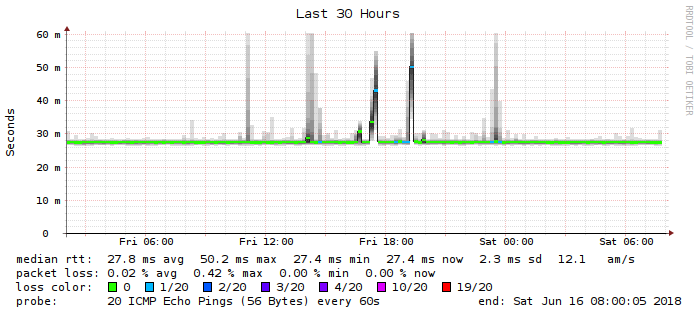 Last 30 Hours
RRDTOOL / TOBI OETIKER
Seconds
60 m
50 m
40 m
30 m
20 m
10 m
0
Fri 06:00 Fri 12:00 Fri 18:00 Sat 00:00 Sat 06:00
median rtt: 27.8 ms avg 50.2 ms max 27.4 ms min 27.4 ms now 2.3 ms sd 12.1 am/s
packet loss: 0.02 % avg 0.42 % max 0.00 % min 0.00 % now
loss color: 0 1/20 2/20 3/20 4/20 10/20 19/20
probe: 20 ICMP Echo Pings (56 Bytes) every 60s end: Sat Jun 16 08:00:05 2018